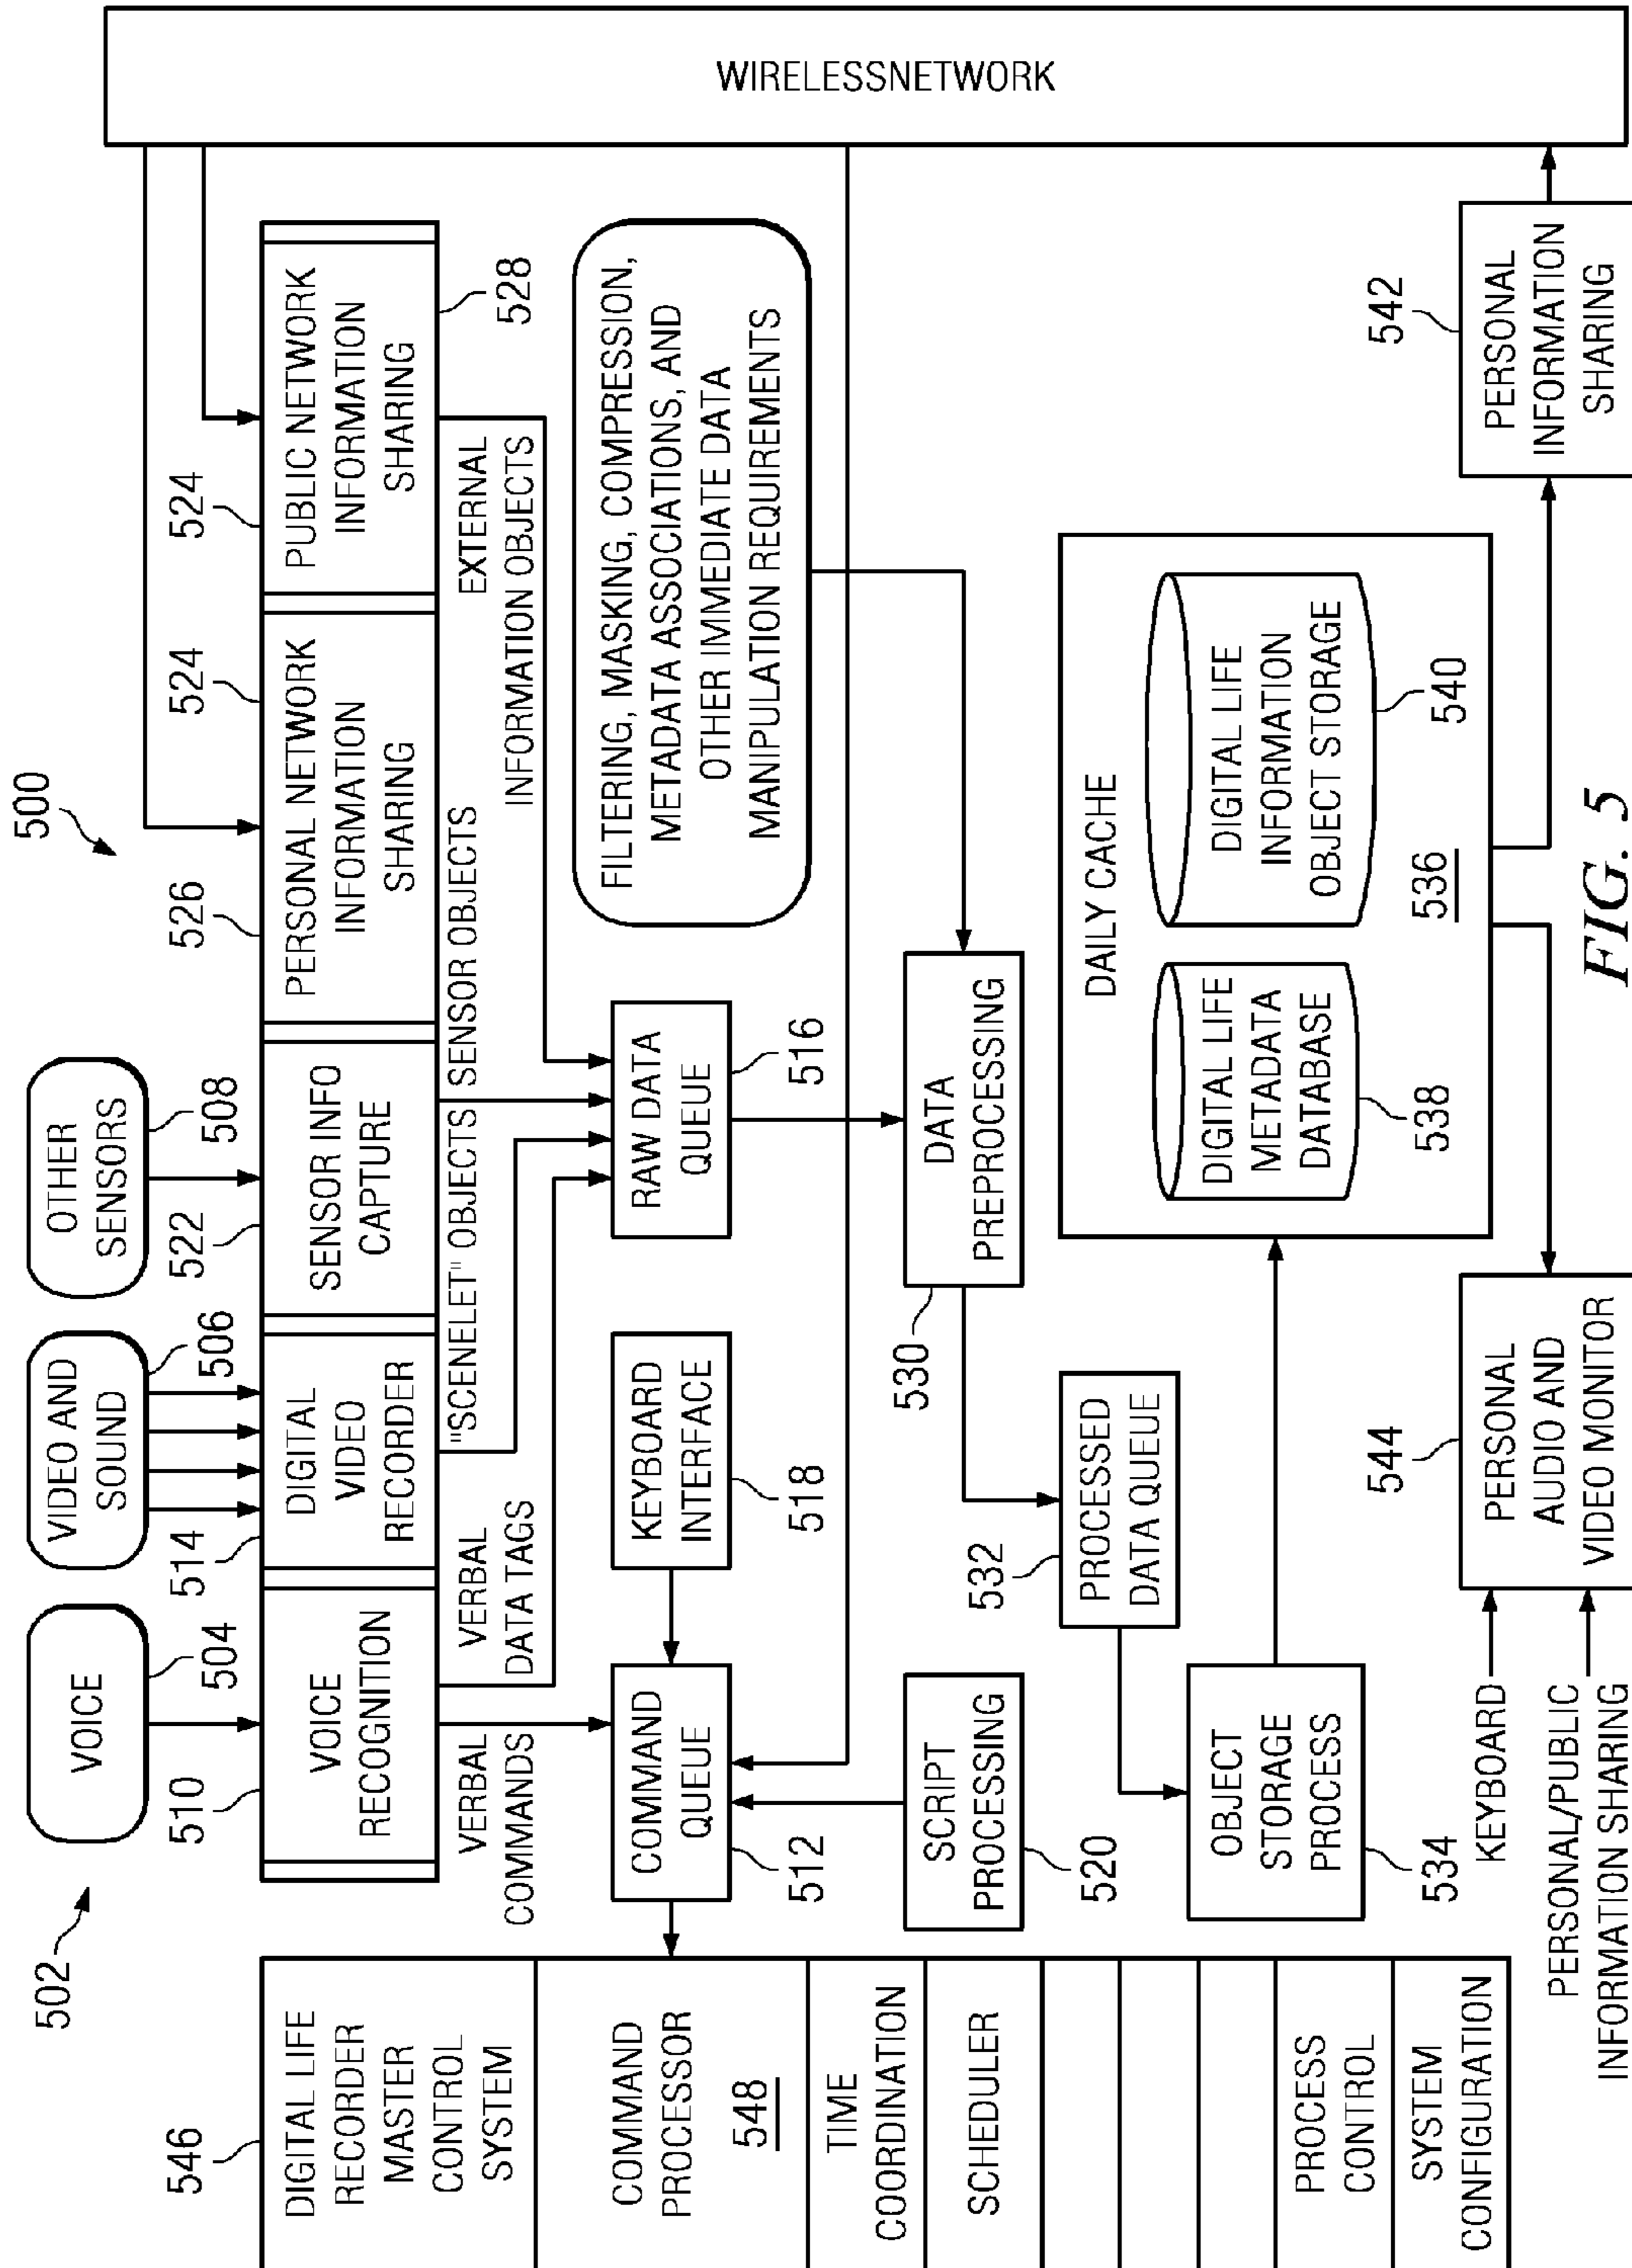 500
502
VOICE
504
VIDEO AND
SOUND
506
OTHER
SENSORS
508
510
VOICE
RECOGNITION
514
DIGITAL
VIDEO
RECORDER
522
SENSOR INFO
CAPTURE
526
PERSONAL NETWORK
INFORMATION
SHARING
524
524
PUBLIC NETWORK
INFORMATION
SHARING
528
WIRELESSNETWORK
VERBAL
COMMANDS
VERBAL
DATA TAGS
"SCENELET" OBJECTS
SENSOR OBJECTS
EXTERNAL
INFORMATION OBJECTS
COMMAND
QUEUE
512
KEYBOARD
INTERFACE
518
RAW DATA
QUEUE
516
FILTERING, MASKING, COMPRESSION,
METADATA ASSOCIATIONS, AND
OTHER IMMEDIATE DATA
MANIPULATION REQUIREMENTS
SCRIPT
PROCESSING
520
DATA
PREPROCESSING
530
532
PROCESSED
DATA QUEUE
OBJECT
STORAGE
PROCESS
534
DAILY CACHE
DIGITAL LIFE
METADATA
DATABASE
538
536
DIGITAL LIFE
INFORMATION
OBJECT STORAGE
540
542
PERSONAL
INFORMATION
SHARING
544
PERSONAL
AUDIO AND
VIDEO MONITOR
KEYBOARD
PERSONAL/PUBLIC
INFORMATION SHARING
546
DIGITAL LIFE
RECORDER
MASTER
CONTROL
SYSTEM
COMMAND
PROCESSOR
548
TIME
COORDINATION
SCHEDULER
PROCESS
CONTROL
SYSTEM
CONFIGURATION
FIG. 5